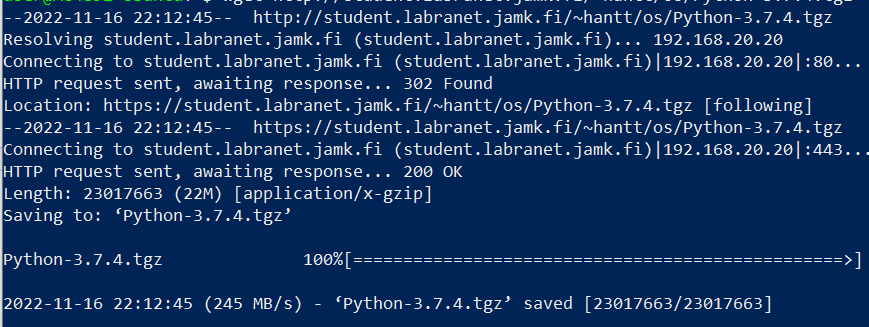 --2022-11-16 22:12:45-- http://student.labranet.jamk.fi/~hantt/os/Python-3.7.4.tgz
Resolving student.labranet.jamk.fi (student.labranet.jamk.fi)... 192.168.20.20
Connecting to student.labranet.jamk.fi (student.labranet.jamk.fi)|192.168.20.20|:80...
HTTP request sent, awaiting response... 302 Found
Location: https://student.labranet.jamk.fi/~hantt/os/Python-3.7.4.tgz [following]
--2022-11-16 22:12:45-- https://student.labranet.jamk.fi/~hantt/os/Python-3.7.4.tgz
Connecting to student.labranet.jamk.fi (student.labranet.jamk.fi)|192.168.20.20|:443...
HTTP request sent, awaiting response... 200 OK
Length: 23017663 (22M) [application/x-gzip]
Saving to: ‘Python-3.7.4.tgz’
Python-3.7.4.tgz 100%[=================================================>]
2022-11-16 22:12:45 (245 MB/s) - ‘Python-3.7.4.tgz’ saved [23017663/23017663]